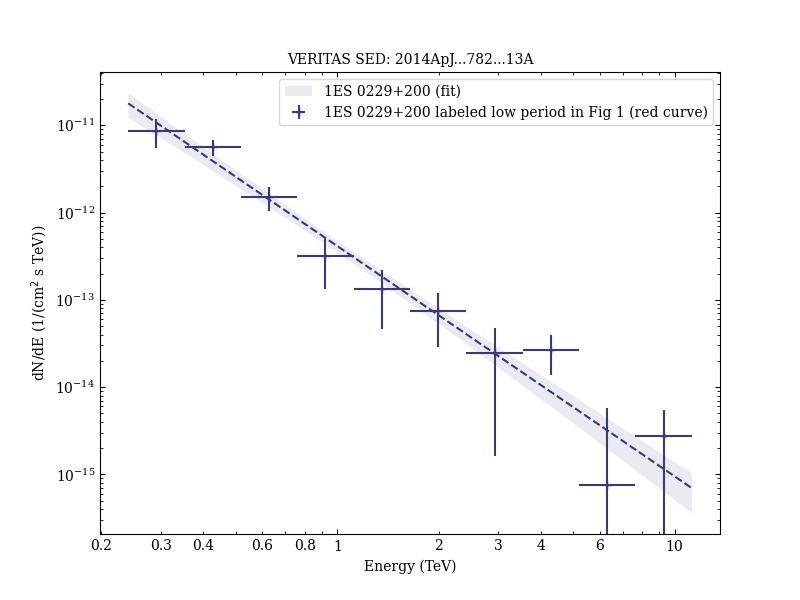 VERITAS SED: 2014ApJ...782...13A
1ES 0229+200 (fit)
1ES 0229+200 labeled low period in Fig 1 (red curve)
dN/dE (1/(cm² s TeV))
10⁻¹¹
10⁻¹²
10⁻¹³
10⁻¹⁴
10⁻¹⁵
0.2 0.3 0.4 0.6 0.8 1 2 3 4 6 10
Energy (TeV)